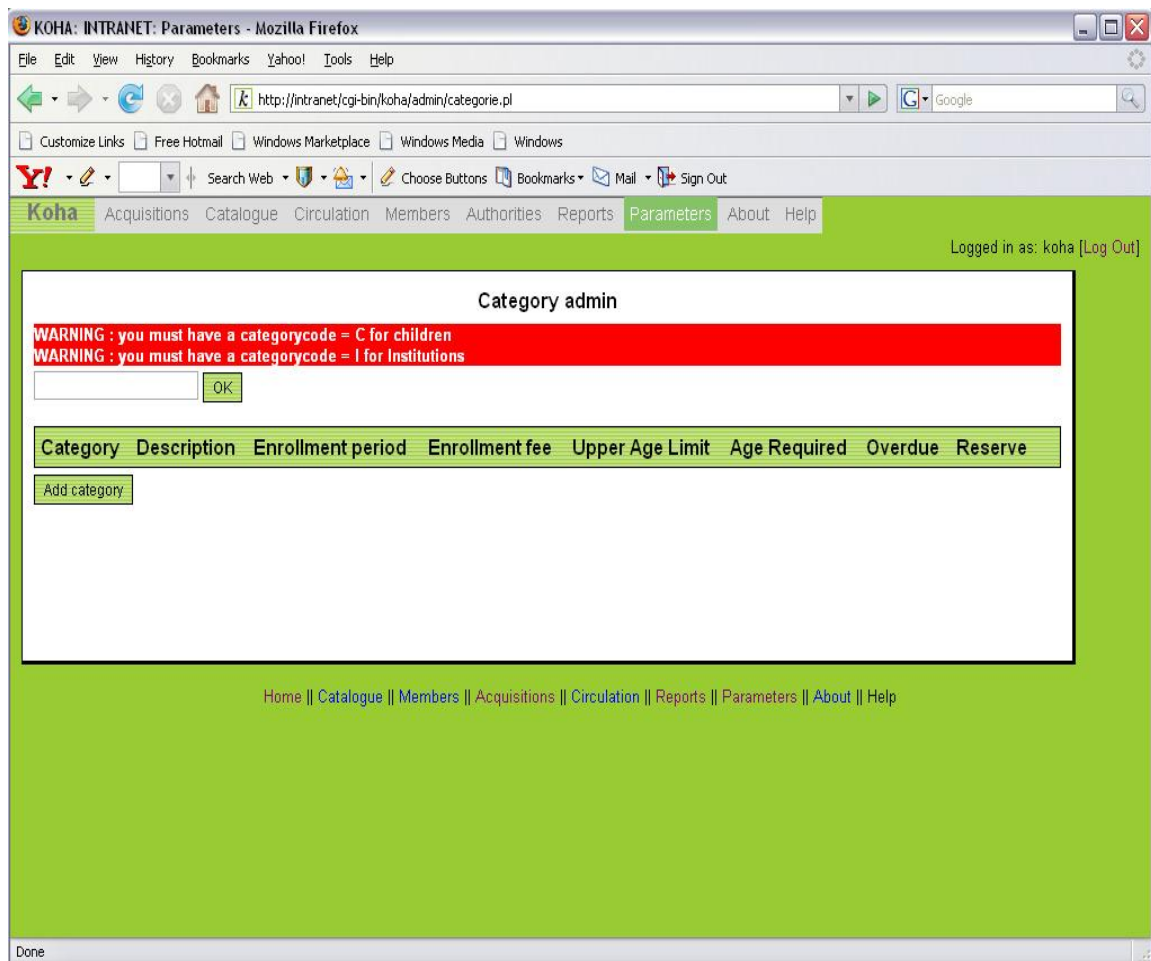 KOHA: INTRANET: Parameters - Mozilla Firefox
File Edit View History Bookmarks Yahoo! Tools Help
k http://intranet/cgi-bin/koha/admin/categorie.pl G Google
Customize Links Free Hotmail Windows Marketplace Windows Media Windows
Y! Search Web Choose Buttons Bookmarks Mail Sign Out
Koha Acquisitions Catalogue Circulation Members Authorities Reports Parameters About Help
Logged in as: koha [Log Out]
Category admin
WARNING : you must have a categorycode = C for children
WARNING : you must have a categorycode = I for Institutions
OK
Category Description Enrollment period Enrollment fee Upper Age Limit Age Required Overdue Reserve
Add category
Home || Catalogue || Members || Acquisitions || Circulation || Reports || Parameters || About || Help
Done